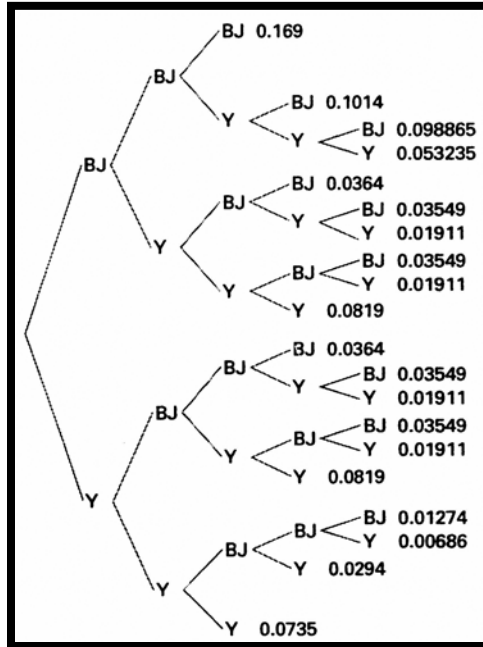 BJ 0.169
BJ
BJ 0.1014
Y
BJ 0.098865
Y
Y 0.053235
BJ
BJ 0.0364
BJ
BJ 0.03549
Y
Y 0.01911
Y
BJ 0.03549
BJ
Y 0.01911
Y
Y 0.0819
BJ 0.0364
BJ
BJ 0.03549
Y
Y 0.01911
BJ
BJ 0.03549
BJ
Y 0.01911
Y
Y 0.0819
Y
BJ 0.01274
BJ
Y 0.00686
BJ
Y 0.0294
Y
Y 0.0735